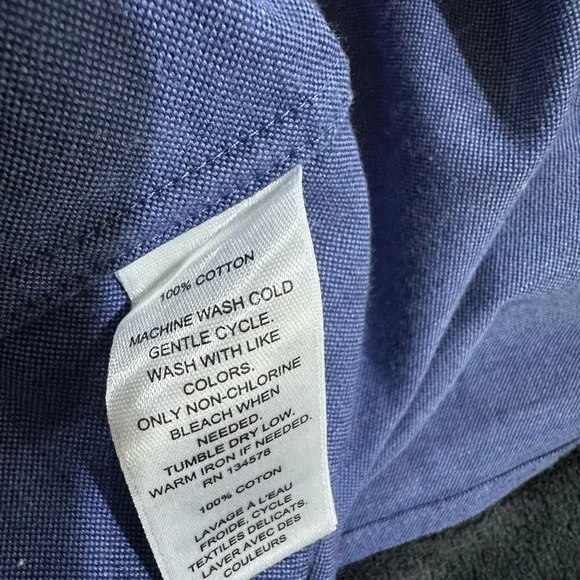 100% COTTON
MACHINE WASH COLD
GENTLE CYCLE.
WASH WITH LIKE
COLORS.
ONLY NON-CHLORINE
BLEACH WHEN
NEEDED.
TUMBLE DRY LOW.
WARM IRON IF NEEDED.
RN 134578
100% COTON
LAVAGE À L'EAU
FROIDE, CYCLE
TEXTILES DELICATS.
LAVER AVEC DES
COULEURS